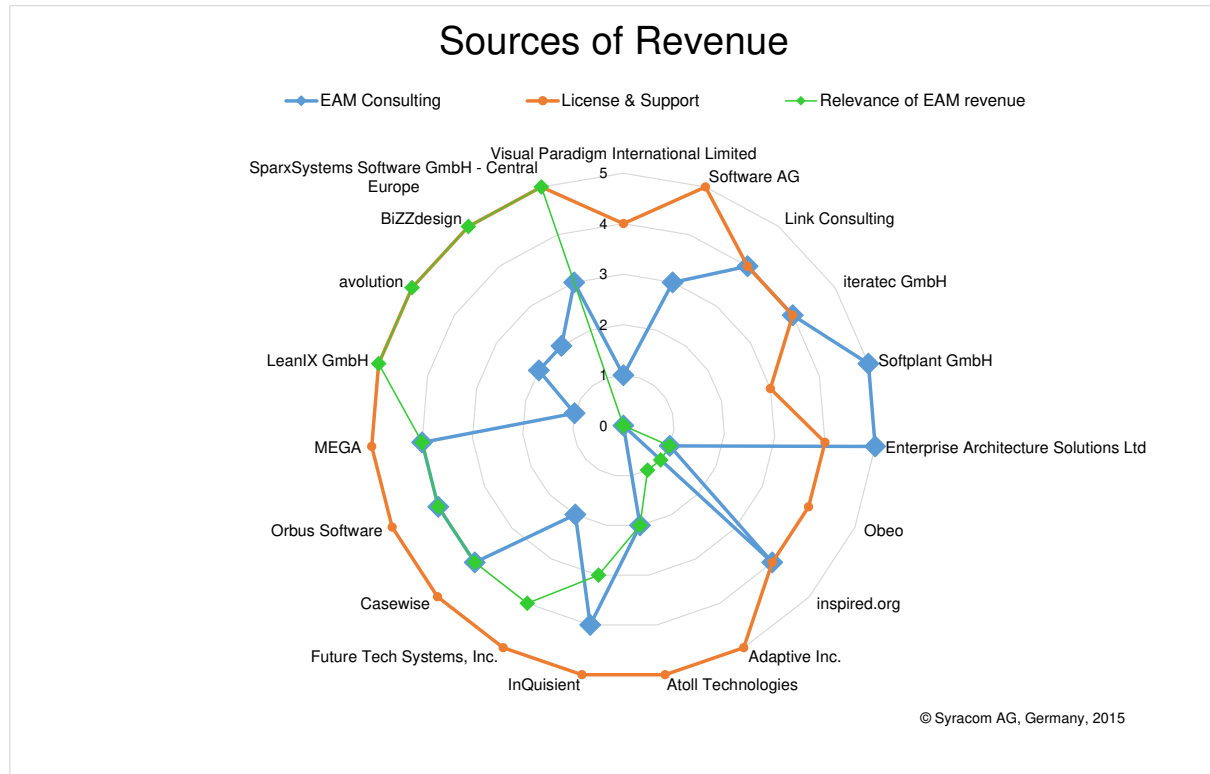 Sources of Revenue
EAM Consulting
License & Support
Relevance of EAM revenue
Visual Paradigm International Limited
SparxSystems Software GmbH - Central
Europe
5
Software AG
BiZZdesign
Link Consulting
4
avolution
iteratec GmbH
3
2
LeanIX GmbH
Softplant GmbH
1
0
MEGA
Enterprise Architecture Solutions Ltd
Orbus Software
Obeo
Casewise
inspired.org
Future Tech Systems, Inc.
Adaptive Inc.
InQuisient
Atoll Technologies
© Syracom AG, Germany, 2015